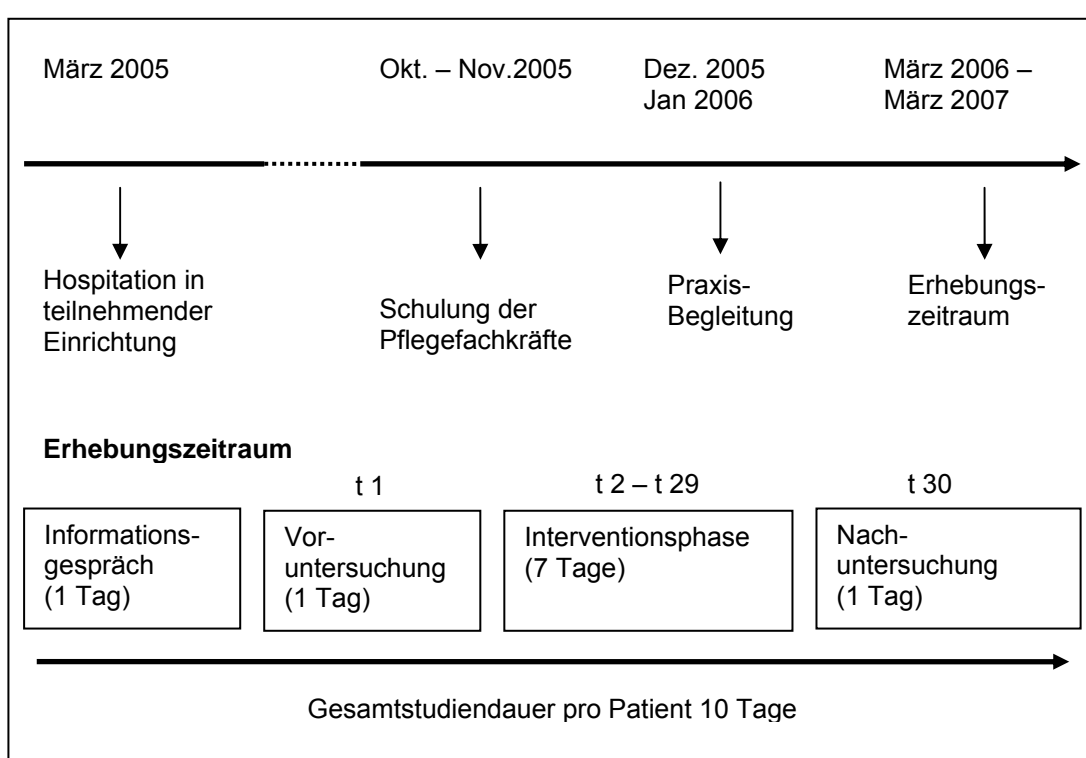 März 2005
Okt. – Nov.2005
Dez. 2005
Jan 2006
März 2006 –
März 2007
Hospitation in
teilnehmender
Einrichtung
Schulung der
Pflegefachkräfte
Praxis-
Begleitung
Erhebungs-
zeitraum
Erhebungszeitraum
t 1
t 2 – t 29
t 30
Informations-
gespräch
(1 Tag)
Vor-
untersuchung
(1 Tag)
Interventionsphase
(7 Tage)
Nach-
untersuchung
(1 Tag)
Gesamtstudiendauer pro Patient 10 Tage